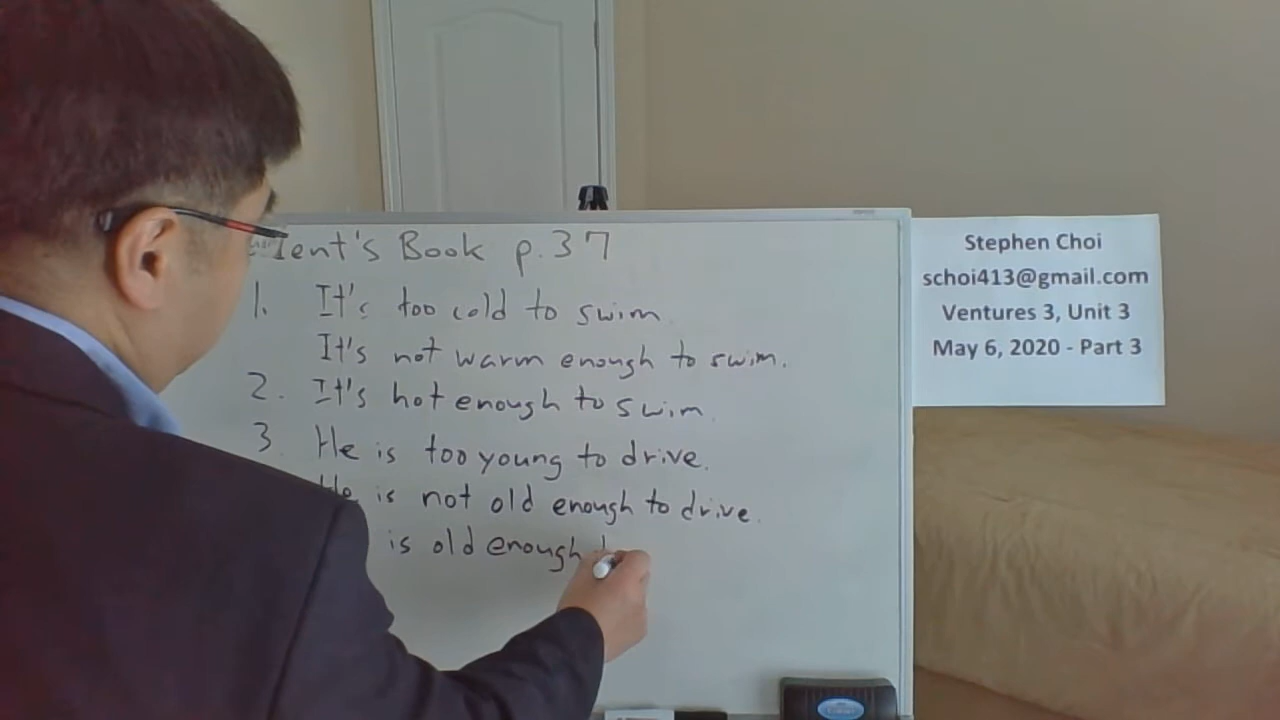 Student's Book p.37
1. It's too cold to swim.
It's not warm enough to swim.
2. It's hot enough to swim.
3. He is too young to drive.
He is not old enough to drive.
is old enough t
Stephen Choi
schoi413@gmail.com
Ventures 3, Unit 3
May 6, 2020 - Part 3